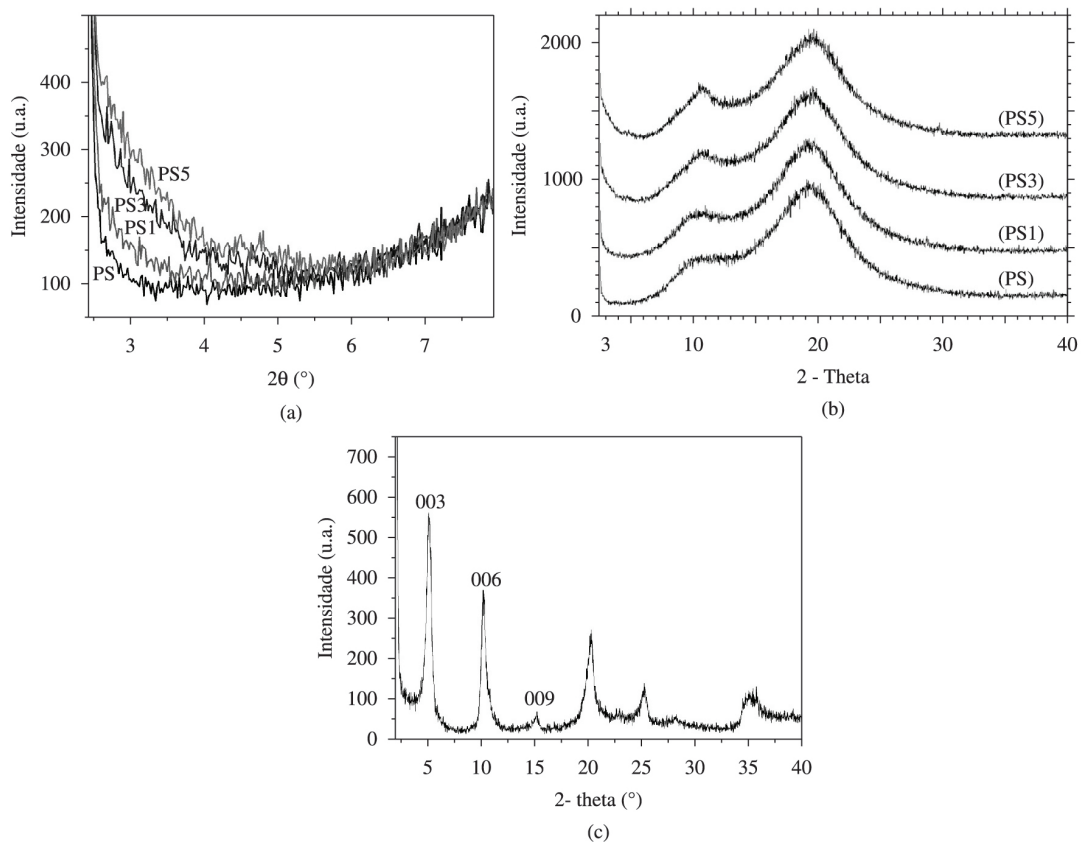 400
300
200
100
Intensidade (u.a.)
PS5
PS3
PS1
PS
3 4 5 6 7
2θ (°)
(a)
2000
1000
0
Intensidade (u.a.)
(PS5)
(PS3)
(PS1)
(PS)
3 10 20 30 40
2 - Theta
(b)
700
600
500
400
300
200
100
0
Intensidade (u.a.)
003
006
009
5 10 15 20 25 30 35 40
2- theta (°)
(c)